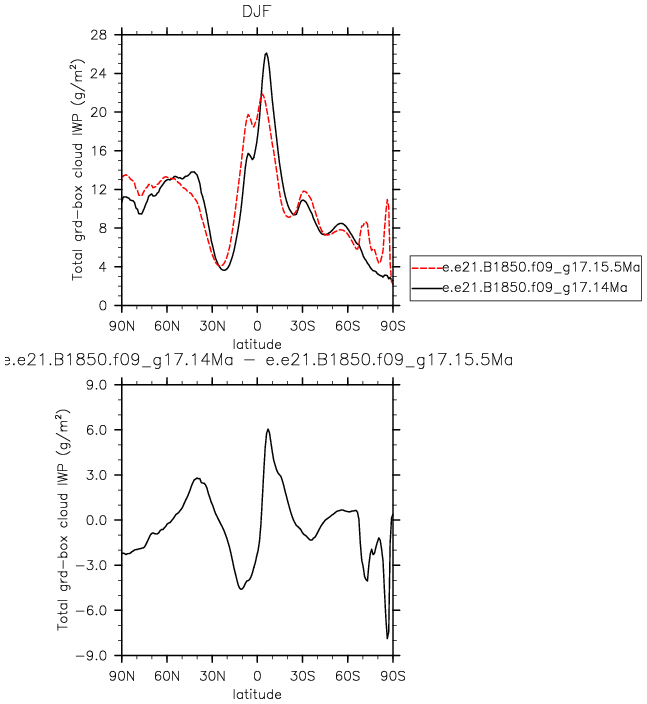 DJF
Total grd-box cloud IWP (g/m²)
28
24
20
16
12
8
4
0
90N 60N 30N 0 30S 60S 90S
latitude
e.e21.B1850.f09_g17.15.5Ma
e.e21.B1850.f09_g17.14Ma
e.e21.B1850.f09_g17.14Ma - e.e21.B1850.f09_g17.15.5Ma
Total grd-box cloud IWP (g/m²)
9.0
6.0
3.0
0.0
-3.0
-6.0
-9.0
90N 60N 30N 0 30S 60S 90S
latitude